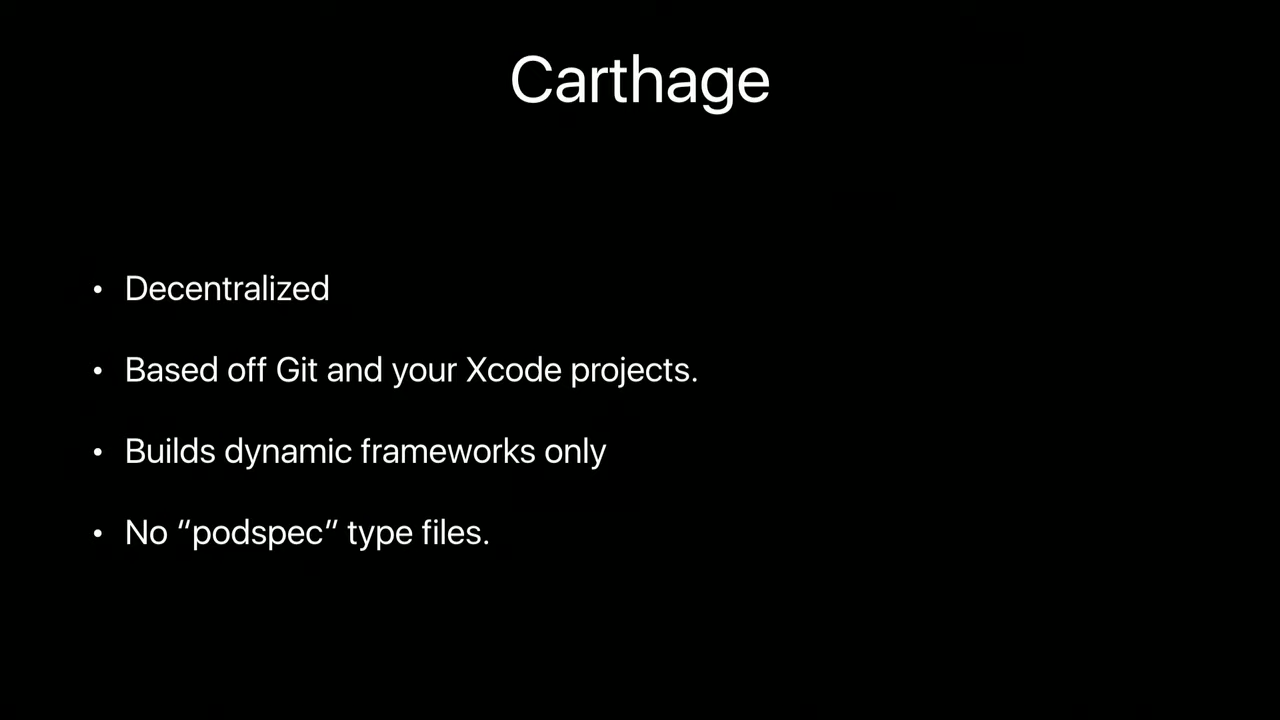 Carthage
• Decentralized
• Based off Git and your Xcode projects.
• Builds dynamic frameworks only
• No “podspec” type files.